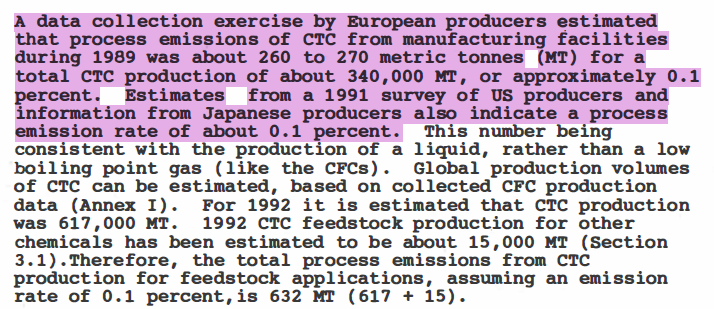 A data collection exercise by European producers estimated
that process emissions of CTC from manufacturing facilities
during 1989 was about 260 to 270 metric tonnes (MT) for a
total CTC production of about 340,000 MT, or approximately 0.1
percent.  Estimates  from a 1991 survey of US producers and
information from Japanese producers also indicate a process
emission rate of about 0.1 percent.  This number being
consistent with the production of a liquid, rather than a low
boiling point gas (like the CFCs).  Global production volumes
of CTC can be estimated, based on collected CFC production
data (Annex I).  For 1992 it is estimated that CTC production
was 617,000 MT.  1992 CTC feedstock production for other
chemicals has been estimated to be about 15,000 MT (Section
3.1).Therefore, the total process emissions from CTC
production for feedstock applications, assuming an emission
rate of 0.1 percent,is 632 MT (617 + 15).